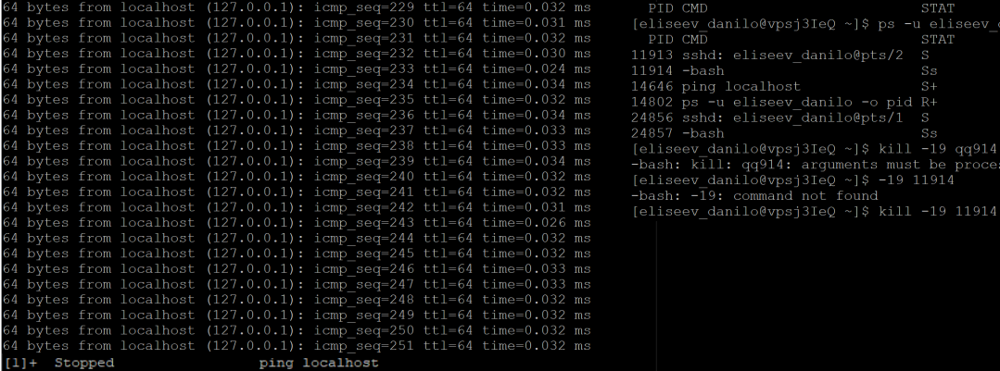 64 bytes from localhost (127.0.0.1): icmp_seq=229 ttl=64 time=0.032 ms
64 bytes from localhost (127.0.0.1): icmp_seq=230 ttl=64 time=0.031 ms
64 bytes from localhost (127.0.0.1): icmp_seq=231 ttl=64 time=0.032 ms
64 bytes from localhost (127.0.0.1): icmp_seq=232 ttl=64 time=0.030 ms
64 bytes from localhost (127.0.0.1): icmp_seq=233 ttl=64 time=0.024 ms
64 bytes from localhost (127.0.0.1): icmp_seq=234 ttl=64 time=0.034 ms
64 bytes from localhost (127.0.0.1): icmp_seq=235 ttl=64 time=0.032 ms
64 bytes from localhost (127.0.0.1): icmp_seq=236 ttl=64 time=0.034 ms
64 bytes from localhost (127.0.0.1): icmp_seq=237 ttl=64 time=0.033 ms
64 bytes from localhost (127.0.0.1): icmp_seq=238 ttl=64 time=0.033 ms
64 bytes from localhost (127.0.0.1): icmp_seq=239 ttl=64 time=0.034 ms
64 bytes from localhost (127.0.0.1): icmp_seq=240 ttl=64 time=0.032 ms
64 bytes from localhost (127.0.0.1): icmp_seq=241 ttl=64 time=0.032 ms
64 bytes from localhost (127.0.0.1): icmp_seq=242 ttl=64 time=0.031 ms
64 bytes from localhost (127.0.0.1): icmp_seq=243 ttl=64 time=0.026 ms
64 bytes from localhost (127.0.0.1): icmp_seq=244 ttl=64 time=0.032 ms
64 bytes from localhost (127.0.0.1): icmp_seq=245 ttl=64 time=0.032 ms
64 bytes from localhost (127.0.0.1): icmp_seq=246 ttl=64 time=0.033 ms
64 bytes from localhost (127.0.0.1): icmp_seq=247 ttl=64 time=0.033 ms
64 bytes from localhost (127.0.0.1): icmp_seq=248 ttl=64 time=0.032 ms
64 bytes from localhost (127.0.0.1): icmp_seq=249 ttl=64 time=0.032 ms
64 bytes from localhost (127.0.0.1): icmp_seq=250 ttl=64 time=0.032 ms
64 bytes from localhost (127.0.0.1): icmp_seq=251 ttl=64 time=0.032 ms
[1]+  Stopped                 ping localhost
  PID CMD                         STAT
[eliseev_danilo@vpsj3IeQ ~]$ ps -u eliseev_
  PID CMD                         STAT
11913 sshd: eliseev_danilo@pts/2  S
11914 -bash                       Ss
14646 ping localhost              S+
14802 ps -u eliseev_danilo -o pid R+
24856 sshd: eliseev_danilo@pts/1  S
24857 -bash                       Ss
[eliseev_danilo@vpsj3IeQ ~]$ kill -19 qq914
-bash: kill: qq914: arguments must be proces
[eliseev_danilo@vpsj3IeQ ~]$ -19 11914
-bash: -19: command not found
[eliseev_danilo@vpsj3IeQ ~]$ kill -19 11914